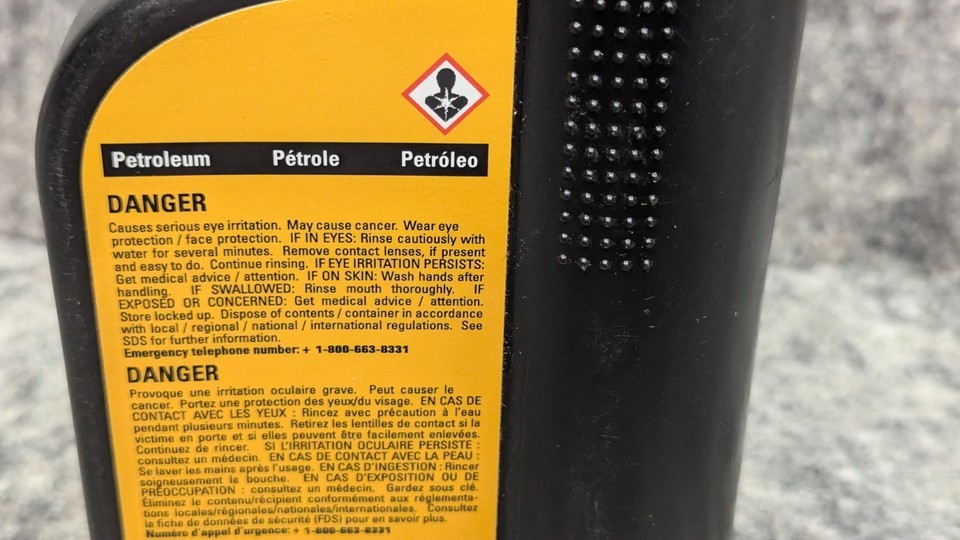 Petroleum Pétrole Petróleo
DANGER
Causes serious eye irritation. May cause cancer. Wear eye
protection / face protection. IF IN EYES: Rinse cautiously with
water for several minutes. Remove contact lenses, if present
and easy to do. Continue rinsing. IF EYE IRRITATION PERSISTS:
Get medical advice / attention. IF ON SKIN: Wash hands after
handling. IF SWALLOWED: Rinse mouth thoroughly. IF
EXPOSED OR CONCERNED: Get medical advice / attention.
Store locked up. Dispose of contents / container in accordance
with local / regional / national / international regulations. See
SDS for further information.
Emergency telephone number: + 1-800-663-8331
DANGER
Provoque une irritation oculaire grave. Peut causer le
cancer. Portez une protection des yeux/du visage. EN CAS DE
CONTACT AVEC LES YEUX : Rincez avec précaution à l'eau
pendant plusieurs minutes. Retirez les lentilles de contact si la
victime en porte et si elles peuvent être facilement enlevées.
Continuez de rincer. SI L'IRRITATION OCULAIRE PERSISTE :
consultez un médecin. EN CAS DE CONTACT AVEC LA PEAU :
Se laver les mains après l'usage. EN CAS D'INGESTION : Rincer
soigneusement la bouche. EN CAS D'EXPOSITION OU DE
PRÉOCCUPATION : consultez un médecin. Gardez sous clé.
Éliminez le contenu/récipient conformément aux réglementa-
tions locales/régionales/nationales/internationales. Consultez
la fiche de données de sécurité (FDS) pour en savoir plus.
Numéro d'appel d'urgence: + 1-800-663-8331